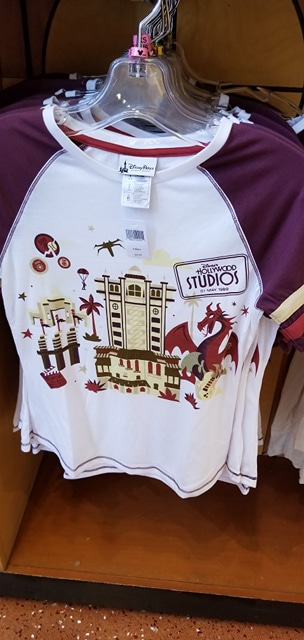 S
Disney Parks
DISNEY'S
HOLLYWOOD
STUDIOS
01 MAY 1989